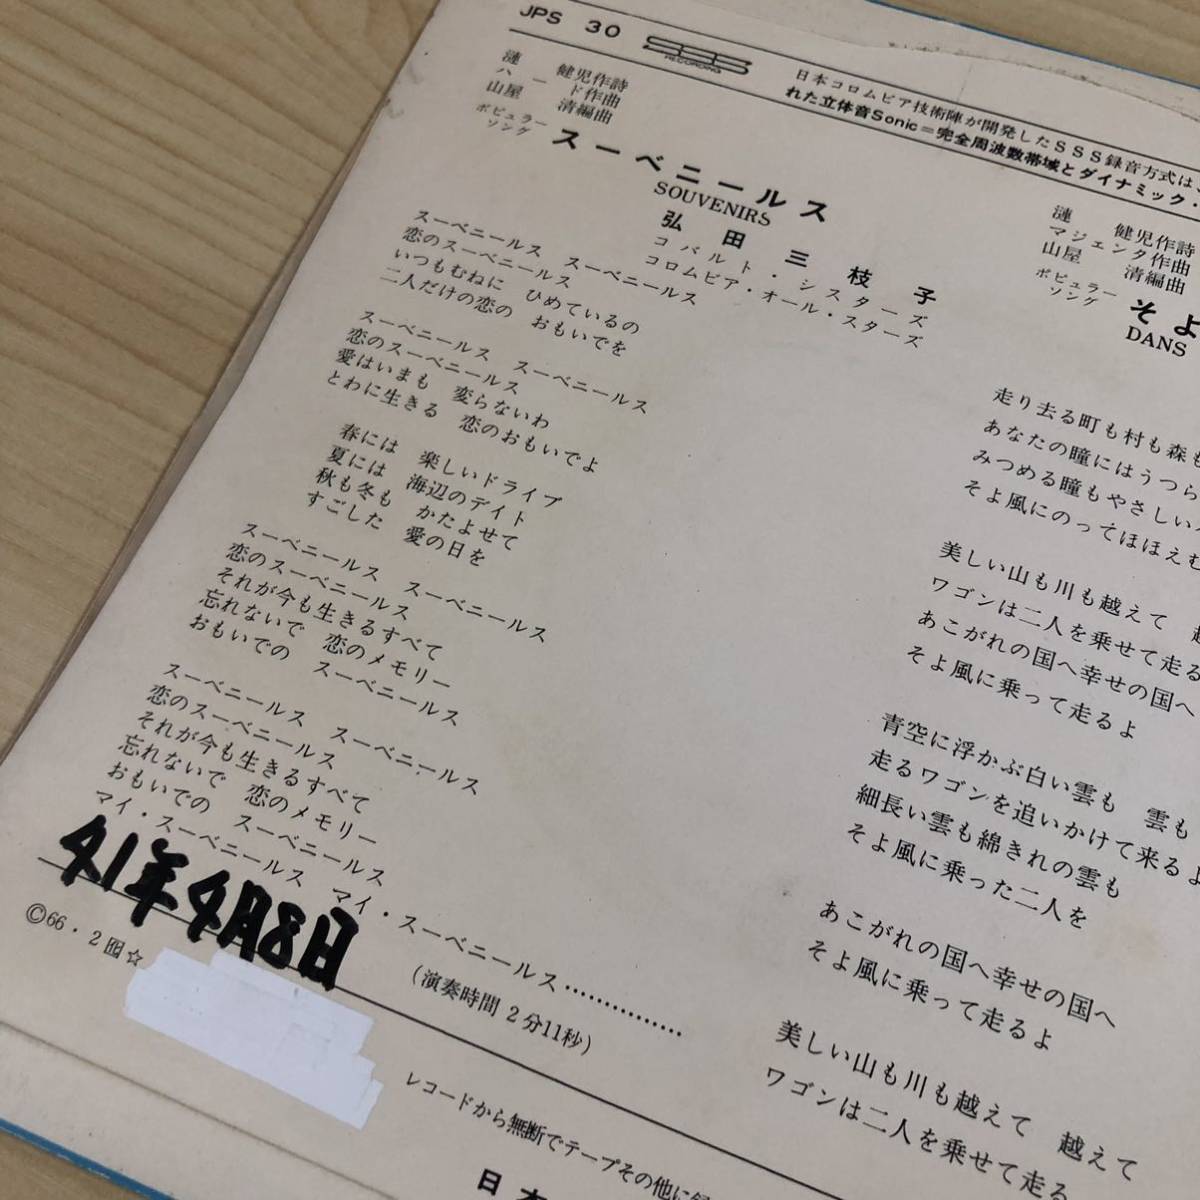 JPS 30
SSS
RECORDING
日本コロムビア技術陣が開発したSSS録音方式は、
れた立体音Sonic=完全周波数帯域とダイナミック・
漣 健児作詩
ハード作曲
山屋 清編曲
ポピュラー
ソング
スーベニールス
SOUVENIRS
弘田三枝子
コバルト・シスターズ
コロムビア・オール・スターズ
スーベニールス スーベニールス
恋のスーベニールス
いつもむねに ひめているの
二人だけの恋の おもいでを
スーベニールス スーベニールス
恋のスーベニールス
愛はいまも 変らないわ
とわに生きる 恋のおもいでよ
春には 楽しいドライブ
夏には 海辺のデイト
秋も冬も かたよせて
すごした 愛の日を
スーベニールス スーベニールス
恋のスーベニールス
それが今も生きるすべて
忘れないで 恋のメモリー
おもいでの スーベニールス
スーベニールス スーベニールス
恋のスーベニールス
それが今も生きるすべて
忘れないで 恋のメモリー
おもいでの スーベニールス
マイ・スーベニールス マイ・スーベニールス……………
(演奏時間 2分11秒)
41年4月8日
Ⓒ66・2 ☆
漣 健児作詩
マジェンタ作曲
山屋 清編曲
ポピュラー
ソング
そよ
DANS
走り去る町も村も森も
あなたの瞳にはうつら
みつめる瞳もやさしい
そよ風にのってほほえむ
美しい山も川も越えて 越
ワゴンは二人を乗せて走る
あこがれの国へ幸せの国へ
そよ風に乗って走るよ
青空に浮かぶ白い雲も 雲も
走るワゴンを追いかけて来るよ
細長い雲も綿きれの雲も
そよ風に乗った二人を
あこがれの国へ幸せの国へ
そよ風に乗って走るよ
美しい山も川も越えて 越えて
ワゴンは二人を乗せて走る
レコードから無断でテープその他に録
日本